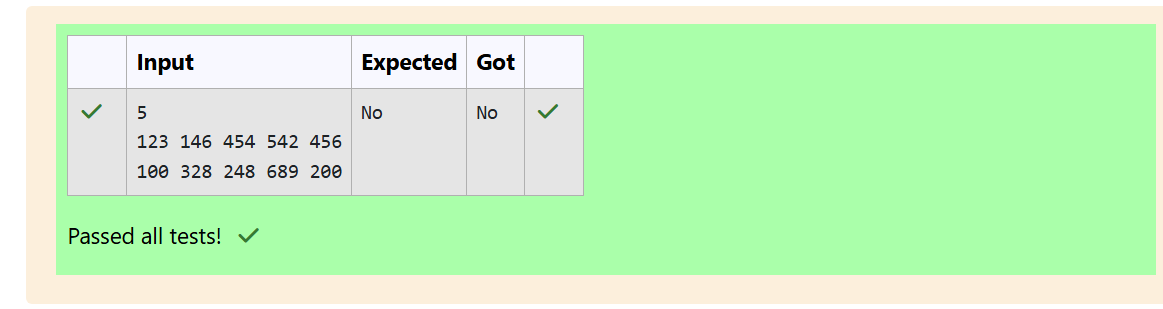 Input Expected Got
5 No No
123 146 454 542 456
100 328 248 689 200
Passed all tests!